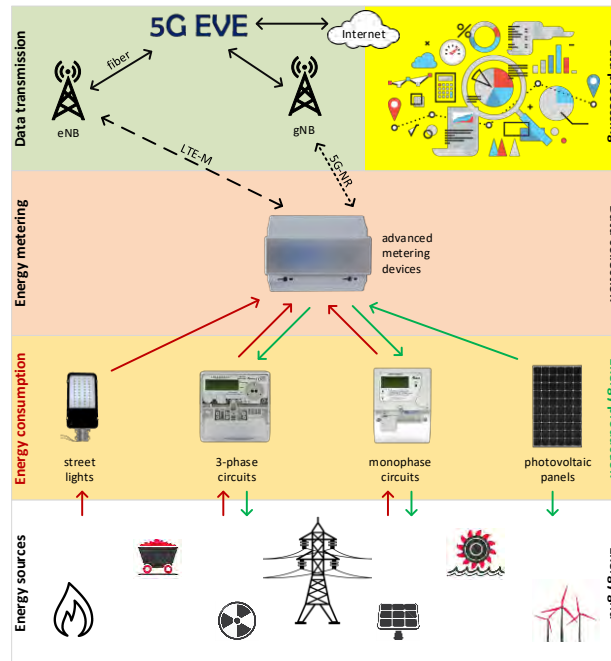 5G EVE
Internet
fiber
eNB
gNB
LTE-M
5G-NR
Data transmission
Energy metering
advanced
metering
devices
Energy consumption
street
lights
3-phase
circuits
monophase
circuits
photovoltaic
panels
Energy sources